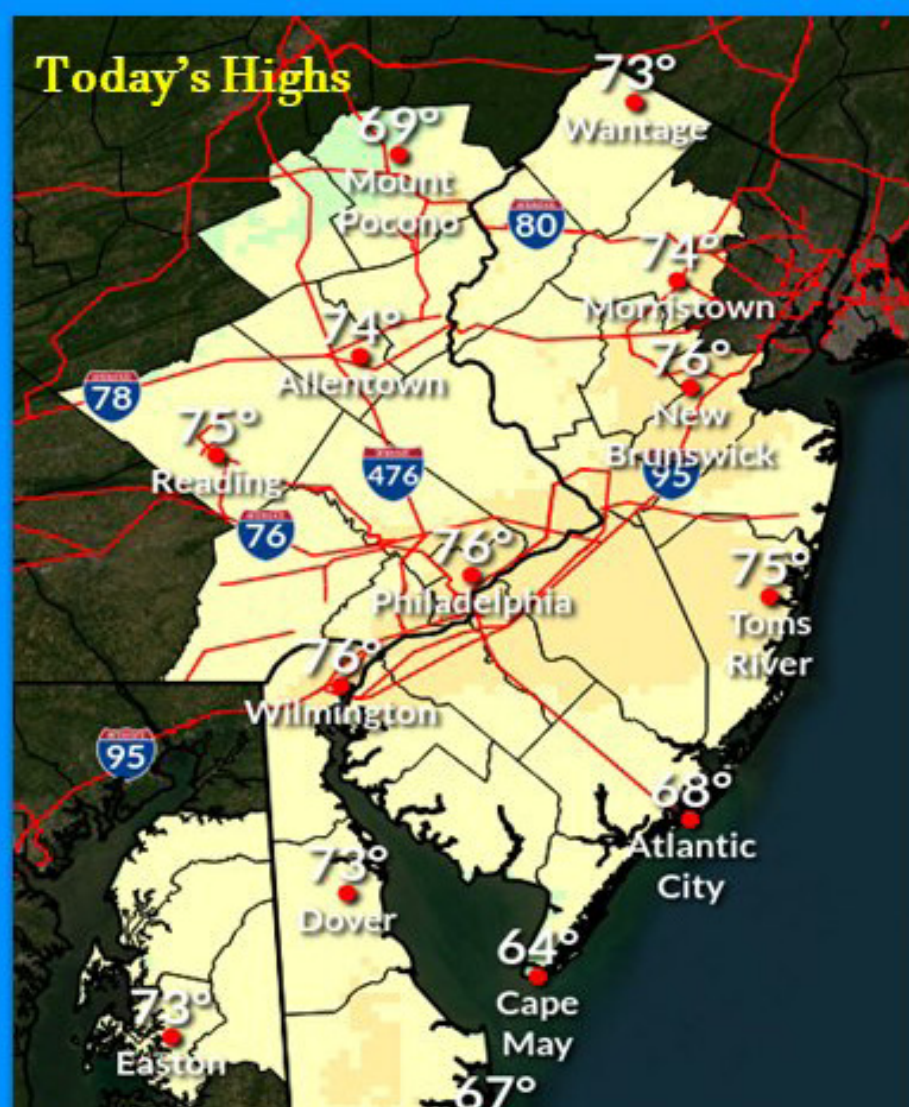 Today's Highs
73°
Wantage
69°
Mount
Pocono
80
74°
Morristown
74°
Allentown
76°
New
Brunswick
78
75°
Reading
476
95
76
76°
Philadelphia
75°
Toms
River
76°
Wilmington
95
68°
Atlantic
City
73°
Dover
64°
Cape
May
73°
Easton
67°